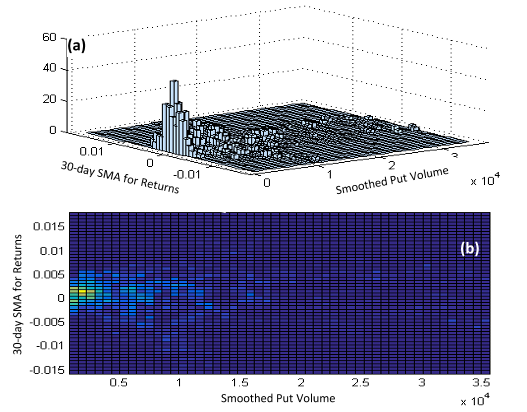 (a)
60
40
20
0
0.01
0
-0.01
30-day SMA for Returns
0
1
2
3
x 10^4
Smoothed Put Volume
(b)
0.015
0.01
0.005
0
-0.005
-0.01
-0.015
30-day SMA for Returns
0.5 1 1.5 2 2.5 3 3.5
x 10^4
Smoothed Put Volume